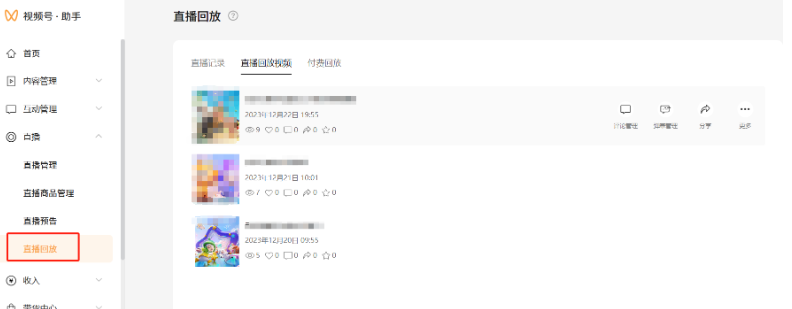 视频号 · 助手
首页
内容管理
互动管理
直播
直播管理
直播商品管理
直播预告
直播回放
收入
带货中心
直播回放
直播记录 直播回放视频 付费回放
2023年12月22日 19:55
9 0 0 0 0
讨论管理 弹幕管理 分享 更多
2023年12月21日 10:01
7 0 0 0 0
2023年12月20日 09:55
5 0 0 0 0